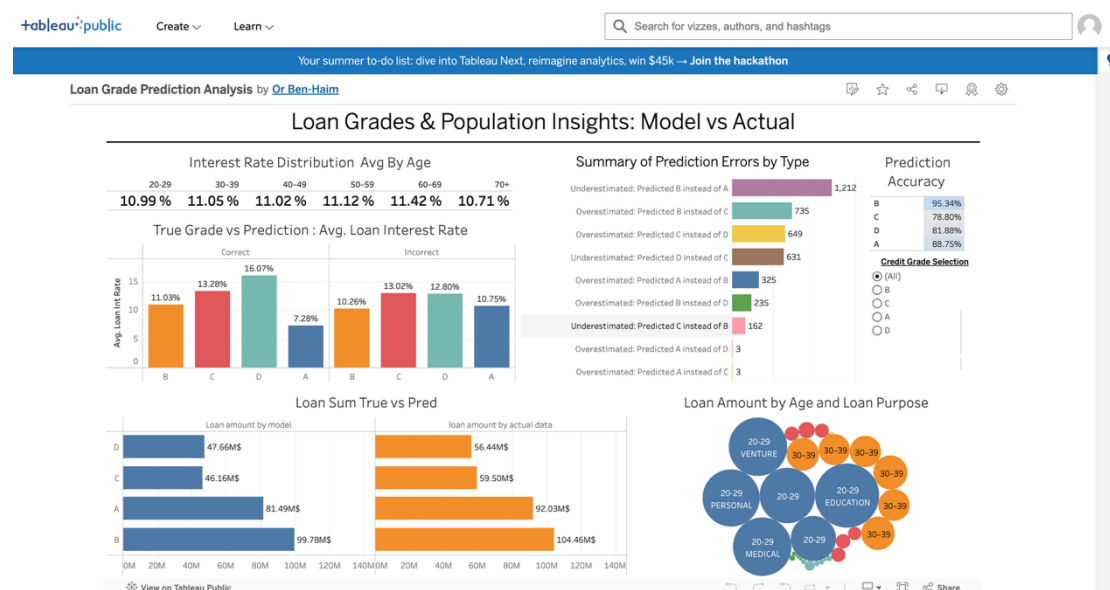 +ableau public
Create
Learn
Search for vizzes, authors, and hashtags
Your summer to-do list: dive into Tableau Next, reimagine analytics, win $45k → Join the hackathon
Loan Grade Prediction Analysis by Or Ben-Haim
Loan Grades & Population Insights: Model vs Actual
Interest Rate Distribution Avg By Age
20-29 30-39 40-49 50-59 60-69 70+
10.99 % 11.05 % 11.02 % 11.12 % 11.42 % 10.71 %
True Grade vs Prediction : Avg. Loan Interest Rate
Correct Incorrect
Avg. Loan Int Rate
15
10
5
0
11.03% 13.28% 16.07% 7.28% 10.26% 13.02% 12.80% 10.75%
B C D A B C D A
Summary of Prediction Errors by Type
Underestimated: Predicted B instead of A 1,212
Overestimated: Predicted B instead of C 735
Overestimated: Predicted C instead of D 649
Underestimated: Predicted D instead of C 631
Overestimated: Predicted A instead of B 325
Overestimated: Predicted B instead of D 235
Underestimated: Predicted C instead of B 162
Overestimated: Predicted A instead of D 3
Overestimated: Predicted A instead of C 3
Prediction
Accuracy
B 95.34%
C 78.80%
D 81.88%
A 88.75%
Credit Grade Selection
(All)
B
C
A
D
Loan Sum True vs Pred
Loan amount by model loan amount by actual data
D 47.66M$ 56.44M$
C 46.16M$ 59.50M$
A 81.49M$ 92.03M$
B 99.78M$ 104.46M$
0M 20M 40M 60M 80M 100M 120M 140M 0M 20M 40M 60M 80M 100M 120M 140M
Loan Amount by Age and Loan Purpose
20-29
VENTURE
30-39
30-39
30-39
30-39
20-29
PERSONAL
20-29
20-29
EDUCATION
30-39
20-29
MEDICAL
20-29
30-39
View on Tableau Public
Share